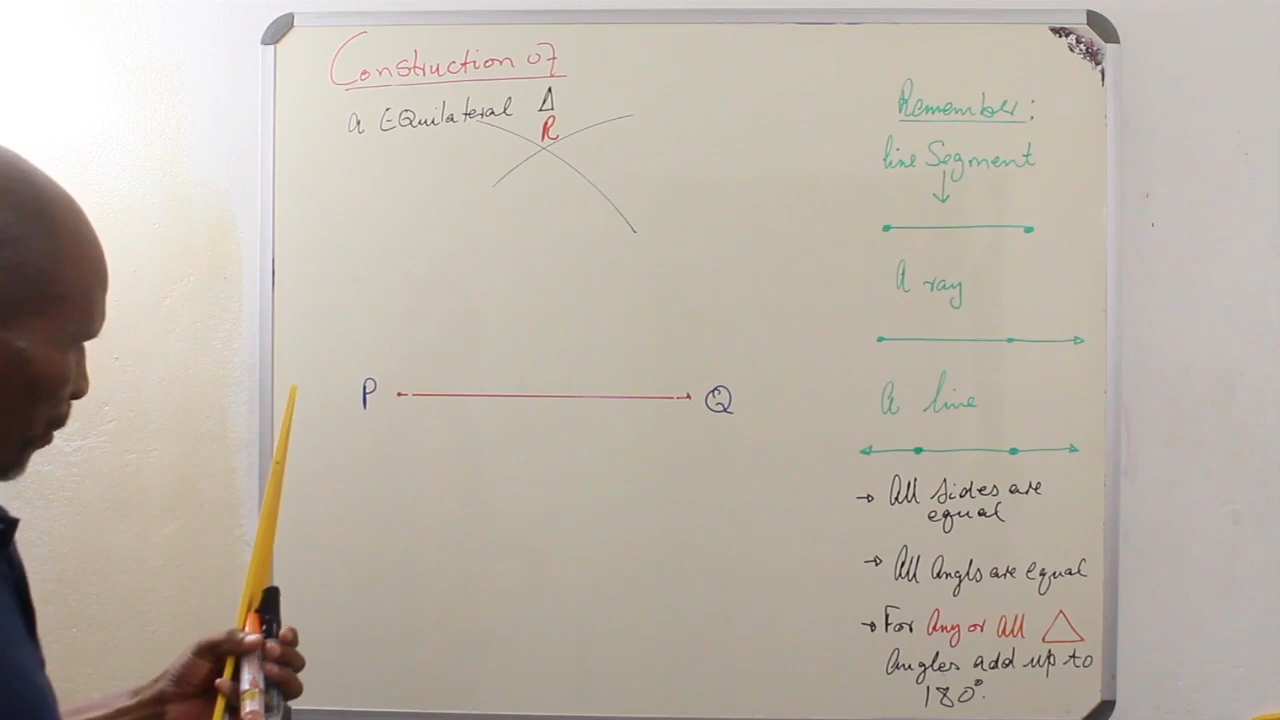 Construction of
a EQuilateral Δ
R
P
Q
Remember:
line Segment
A ray
A line
→ All sides are
equal
→ All Angls are equal
→ For Any or All △
Angles add up to
180°.